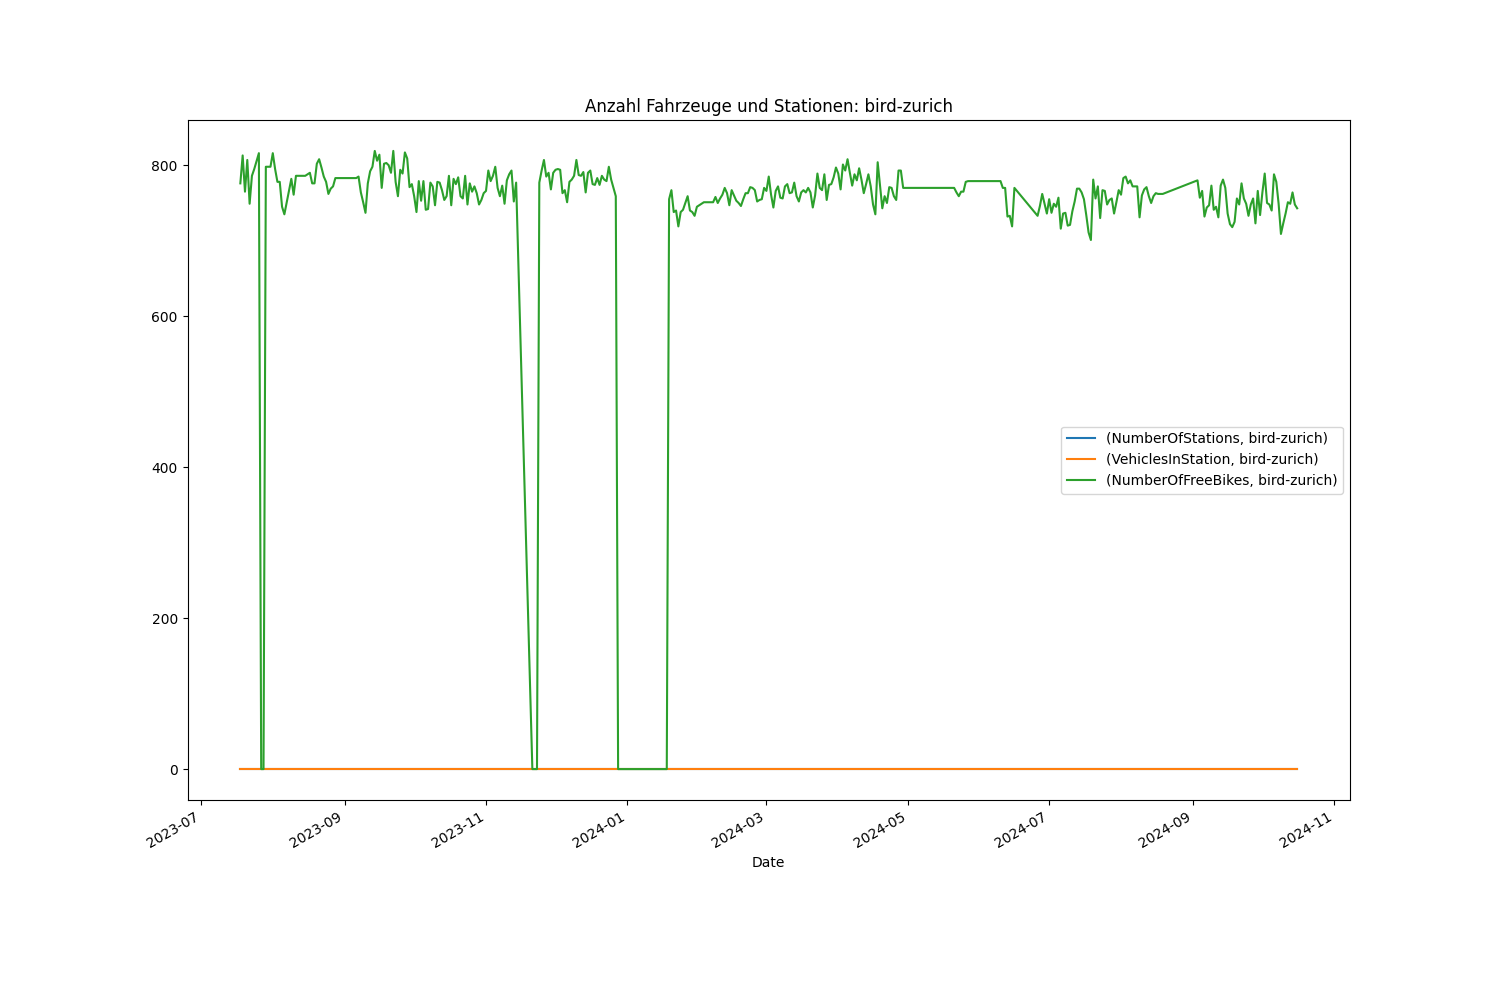 Anzahl Fahrzeuge und Stationen: bird-zurich
800
600
400
200
0
(NumberOfStations, bird-zurich)
(VehiclesInStation, bird-zurich)
(NumberOfFreeBikes, bird-zurich)
2023-07
2023-09
2023-11
2024-01
2024-03
2024-05
2024-07
2024-09
2024-11
Date